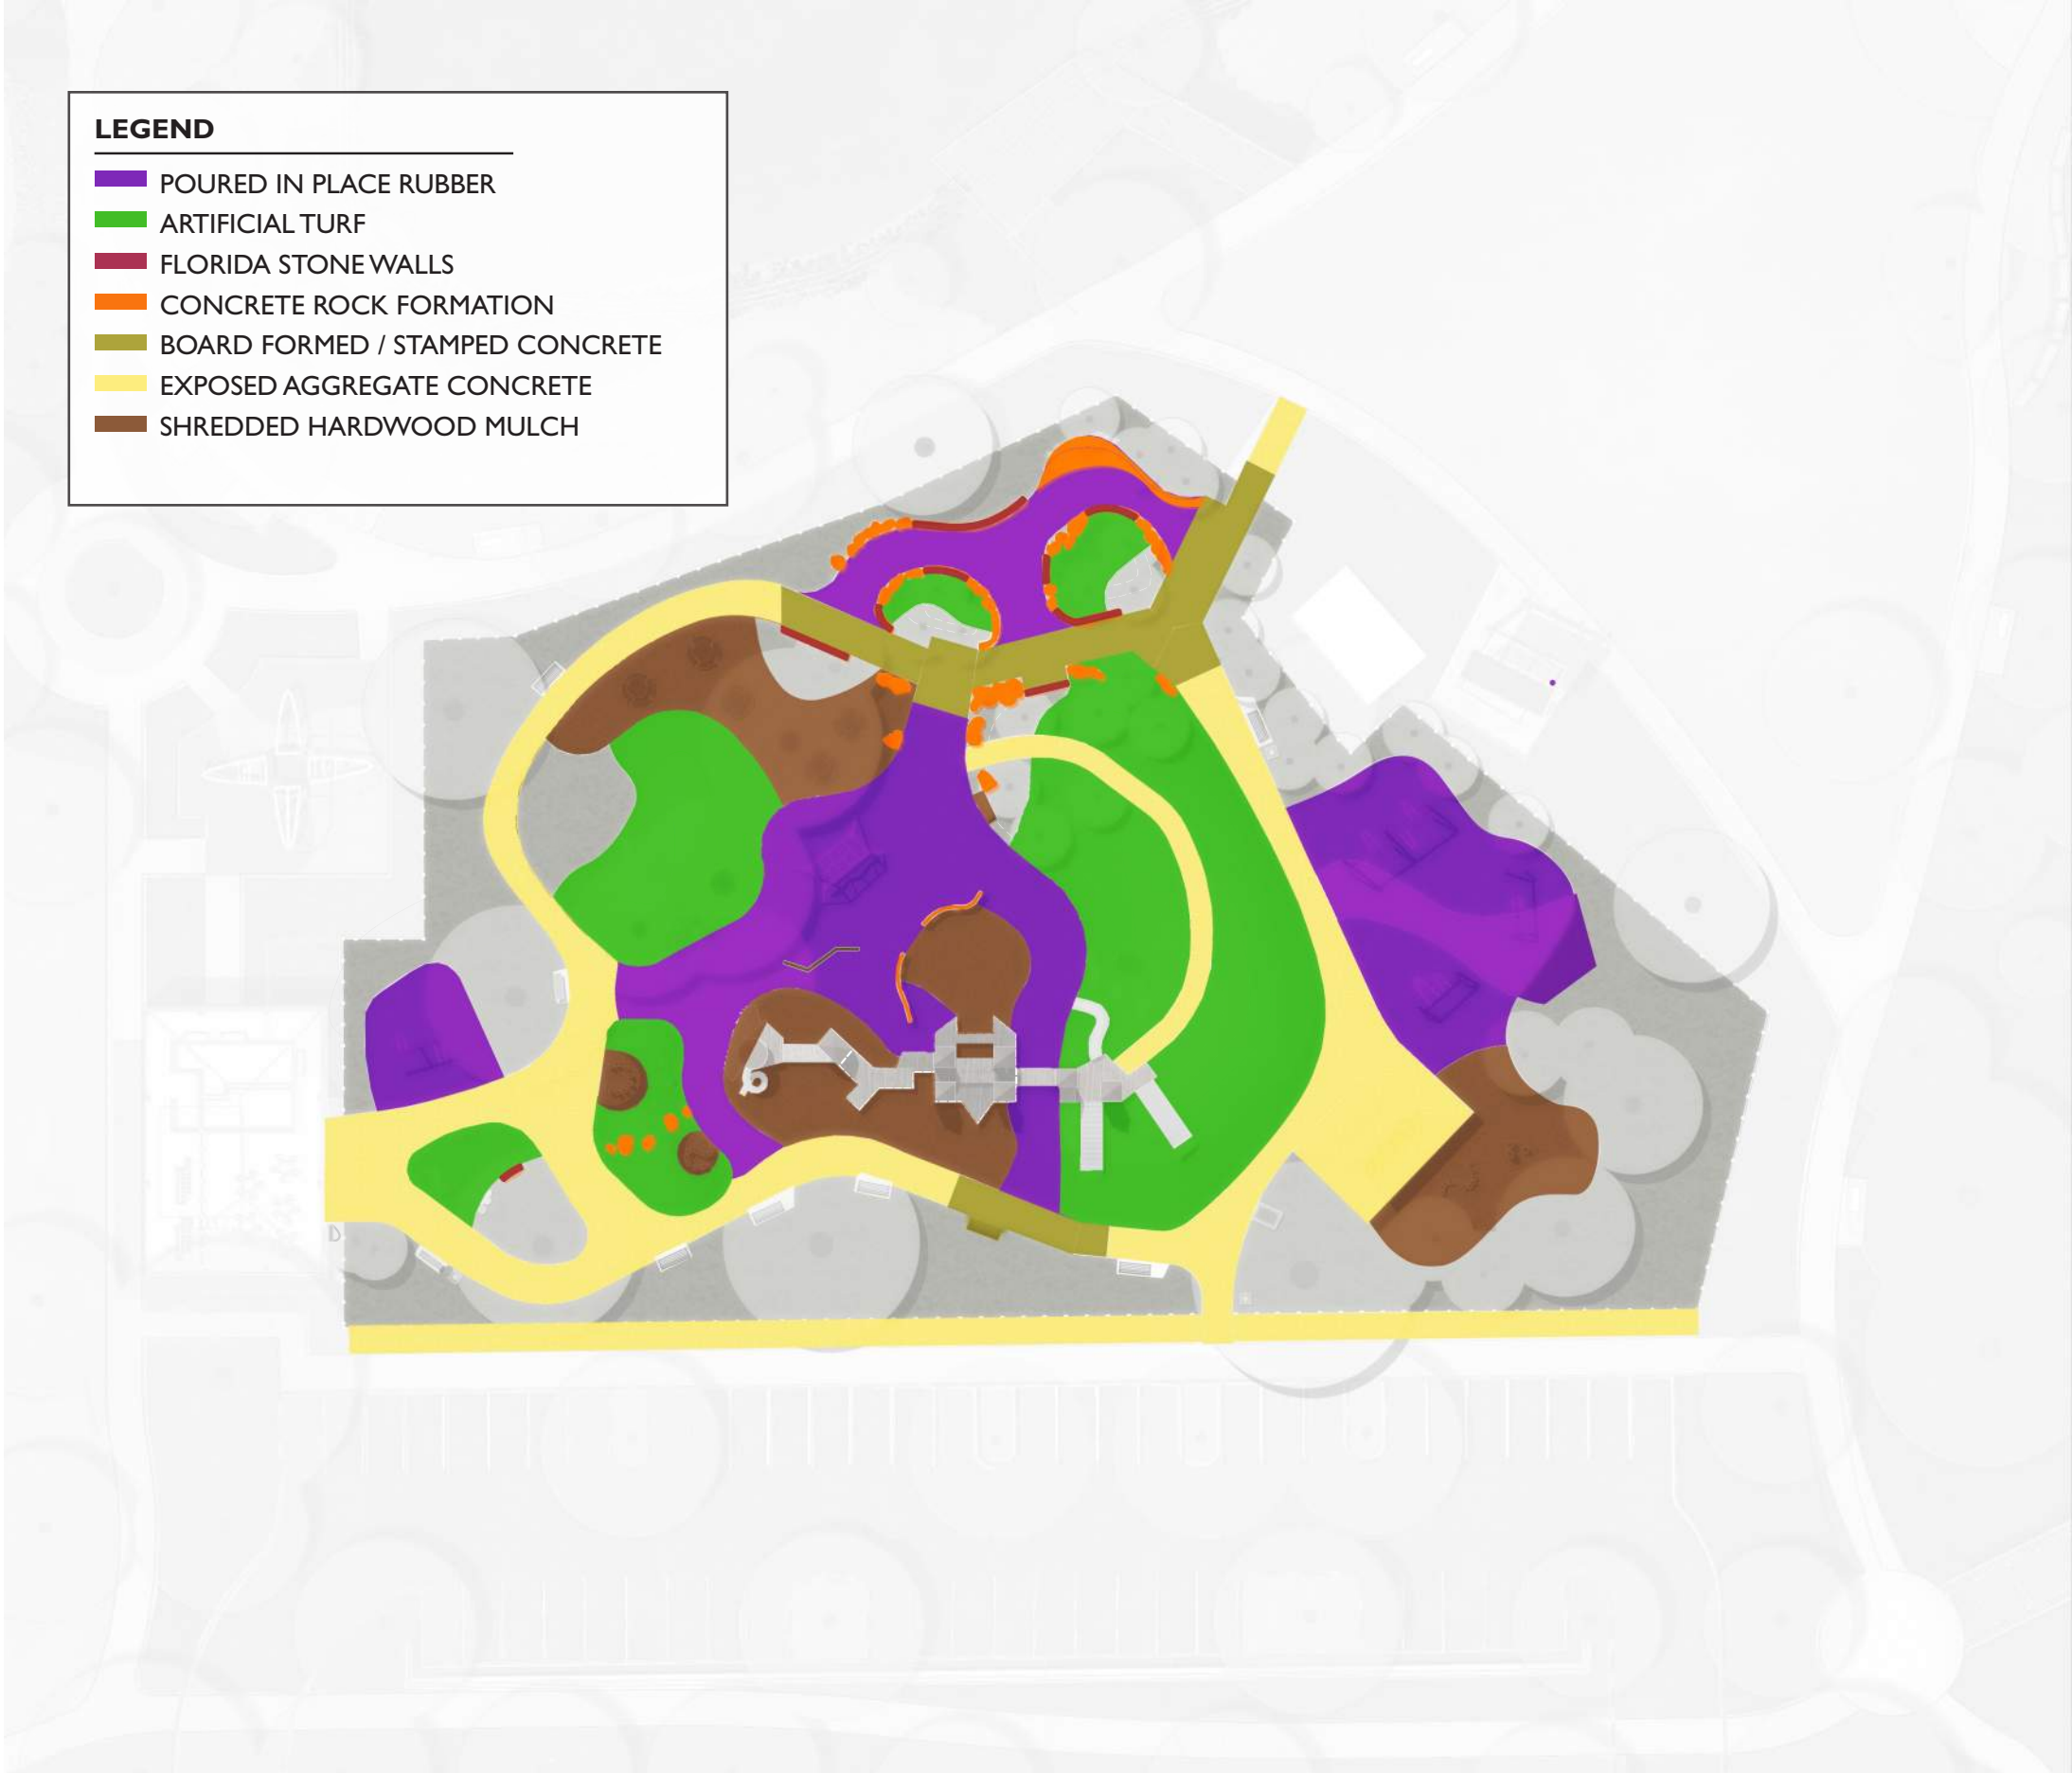 LEGEND
POURED IN PLACE RUBBER
ARTIFICIAL TURF
FLORIDA STONE WALLS
CONCRETE ROCK FORMATION
BOARD FORMED / STAMPED CONCRETE
EXPOSED AGGREGATE CONCRETE
SHREDDED HARDWOOD MULCH